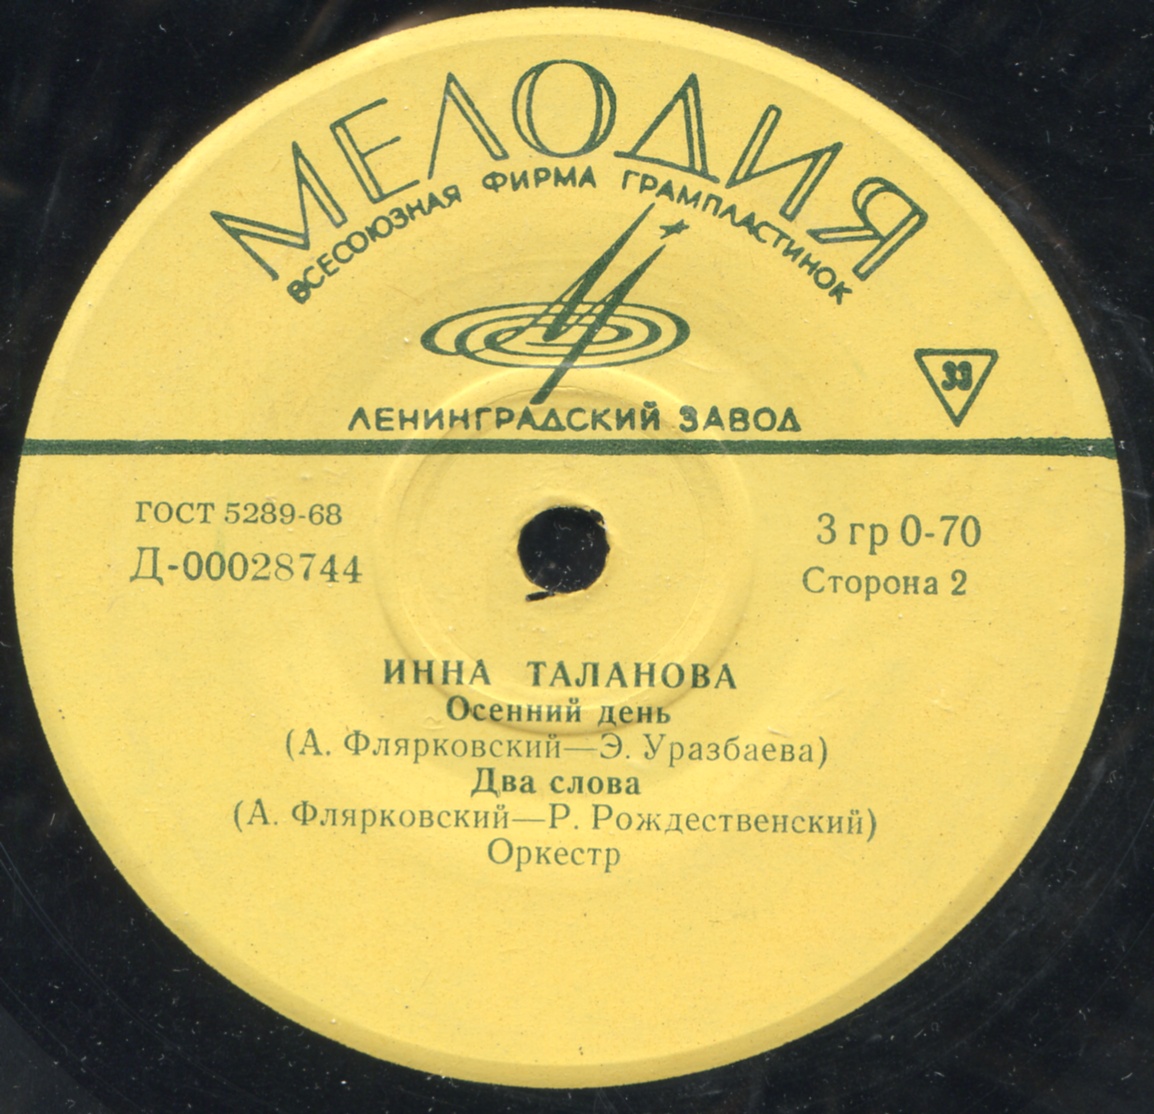 МЕЛОДИЯ
ВСЕСОЮЗНАЯ ФИРМА ГРАМПЛАСТИНОК
33
ЛЕНИНГРАДСКИЙ ЗАВОД
ГОСТ 5289-68
3 гр 0-70
Д-00028744
Сторона 2
ИННА ТАЛАНОВА
Осенний день
(А. Флярковский—Э. Уразбаева)
Два слова
(А. Флярковский—Р. Рождественский)
Оркестр